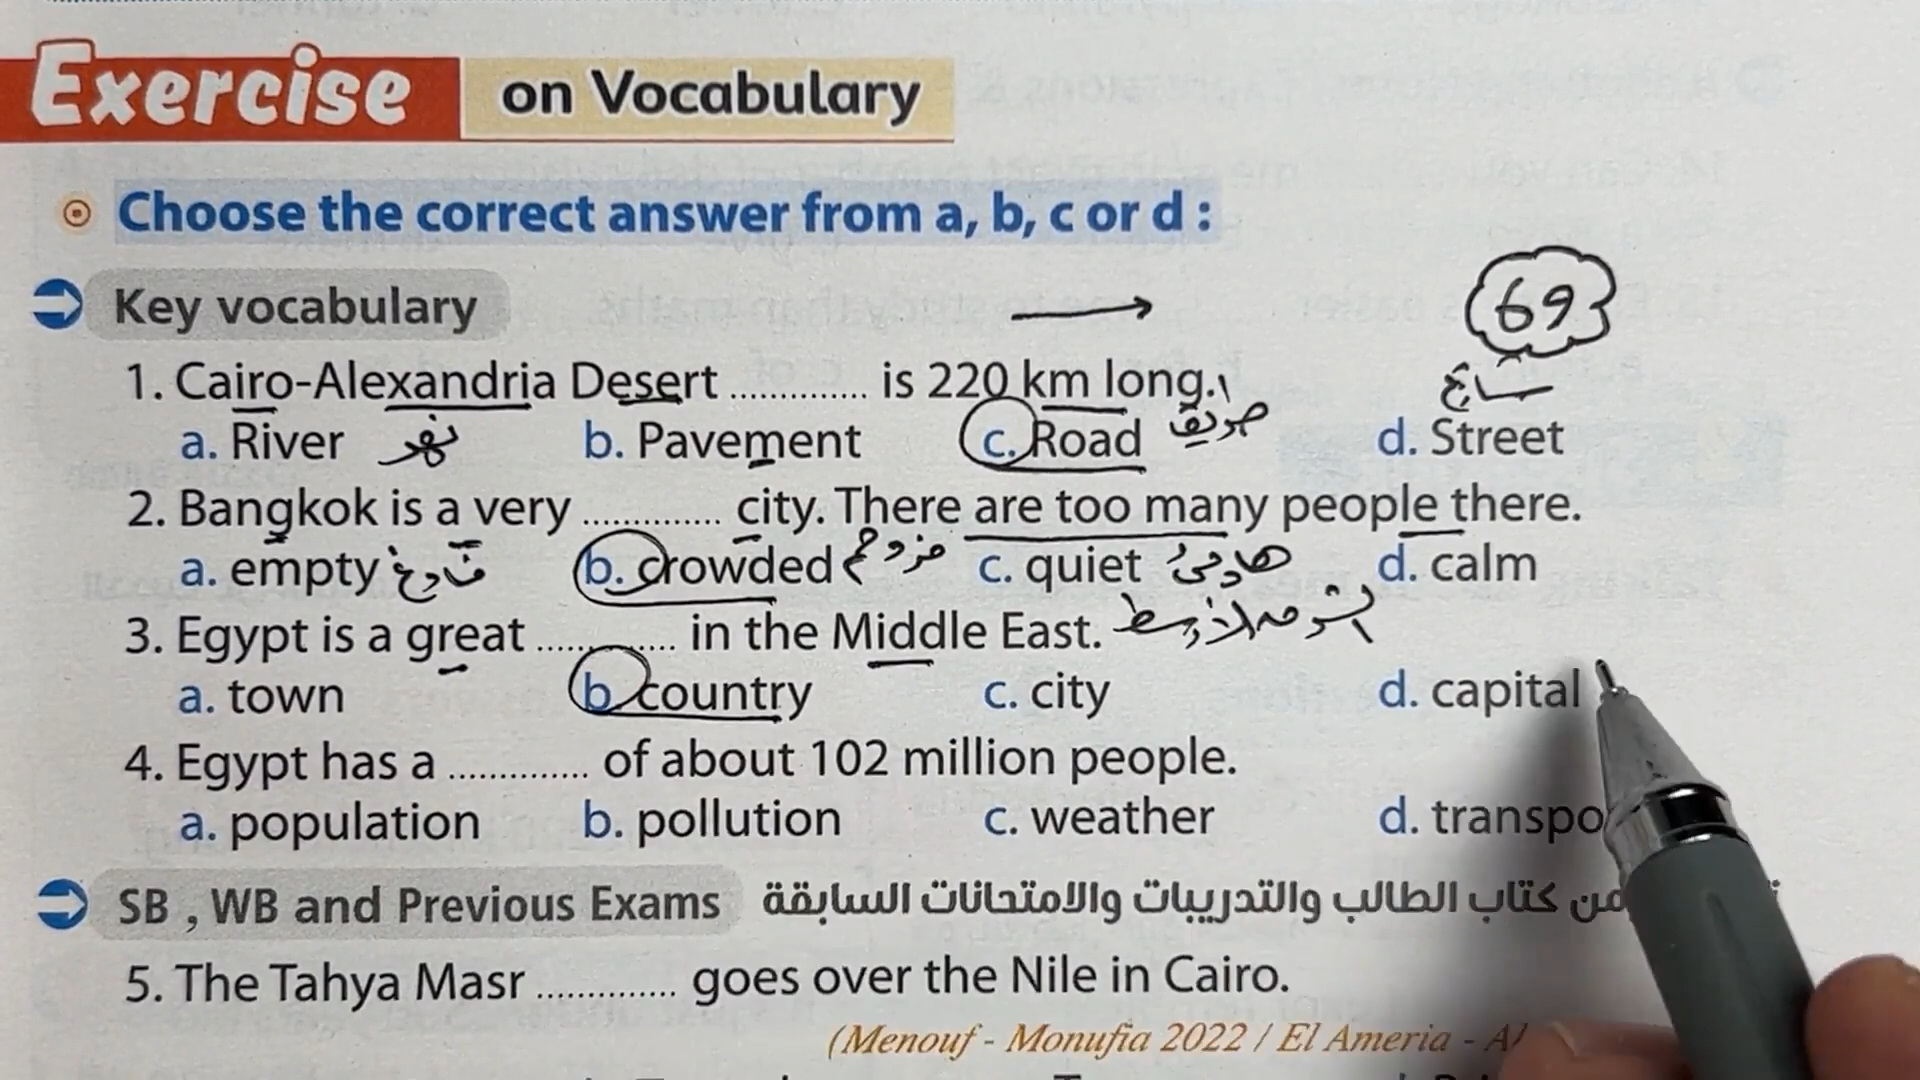 Exercise on Vocabulary
Choose the correct answer from a, b, c or d :
Key vocabulary
69
1. Cairo-Alexandria Desert .............. is 220 km long.
شارع
a. River نهر b. Pavement c. Road طريق d. Street
2. Bangkok is a very .............. city. There are too many people there.
a. empty فارغ b. crowded مزدحم c. quiet هادئ d. calm
3. Egypt is a great .............. in the Middle East. الشرق الأوسط
a. town b. country c. city d. capital
4. Egypt has a .............. of about 102 million people.
a. population b. pollution c. weather d. transpo
SB , WB and Previous Exams من كتاب الطالب والتدريبات والامتحانات السابقة
5. The Tahya Masr .............. goes over the Nile in Cairo.
(Menouf - Monufia 2022 / El Ameria - Al